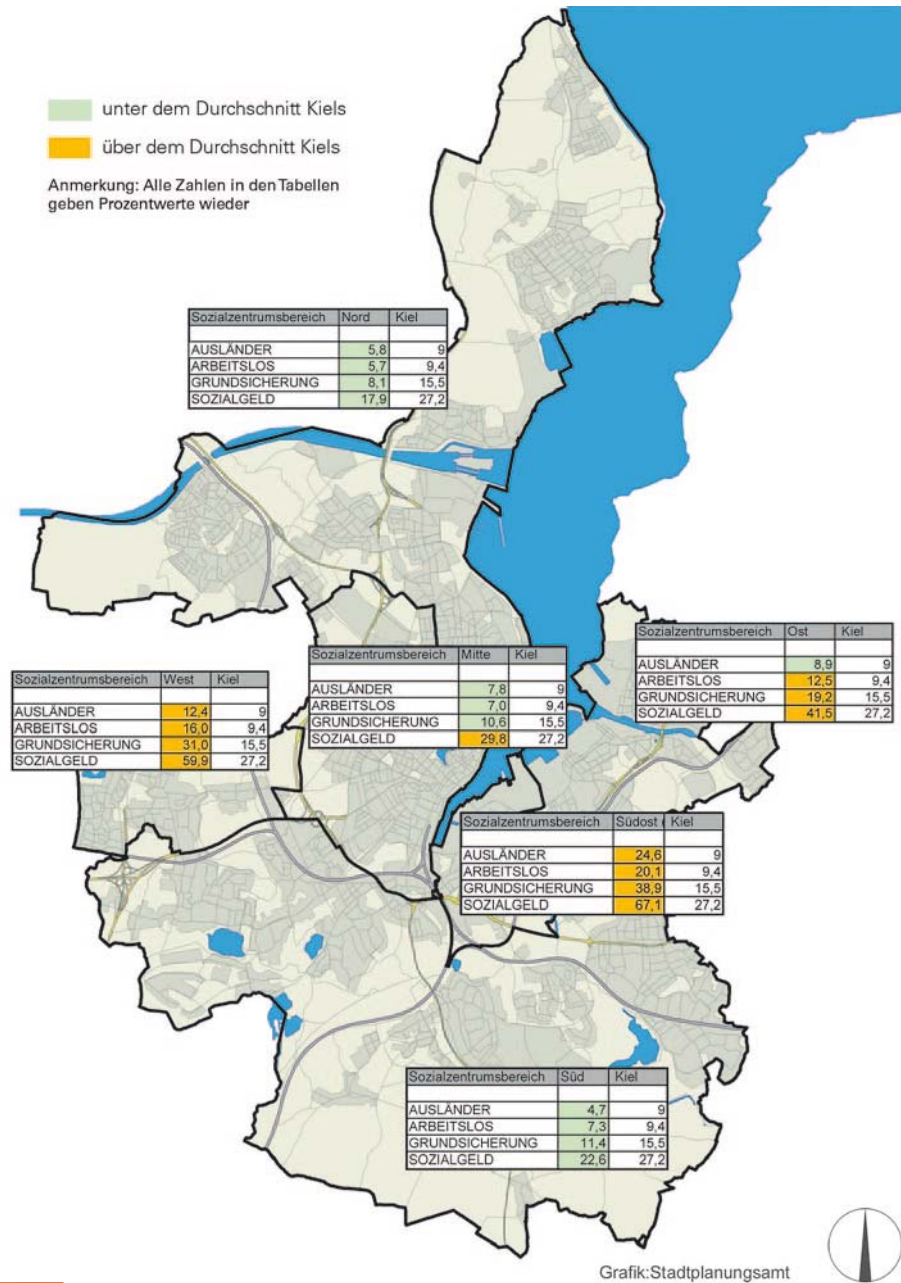 unter dem Durchschnitt Kiels
über dem Durchschnitt Kiels
Anmerkung: Alle Zahlen in den Tabellen
geben Prozentwerte wieder
Sozialzentrumsbereich Nord Kiel
AUSLÄNDER 5,8 9
ARBEITSLOS 5,7 9,4
GRUNDSICHERUNG 8,1 15,5
SOZIALGELD 17,9 27,2
Sozialzentrumsbereich Ost Kiel
AUSLÄNDER 8,9 9
ARBEITSLOS 12,5 9,4
GRUNDSICHERUNG 19,2 15,5
SOZIALGELD 41,5 27,2
Sozialzentrumsbereich Mitte Kiel
AUSLÄNDER 7,8 9
ARBEITSLOS 7,0 9,4
GRUNDSICHERUNG 10,6 15,5
SOZIALGELD 29,8 27,2
Sozialzentrumsbereich West Kiel
AUSLÄNDER 12,4 9
ARBEITSLOS 16,0 9,4
GRUNDSICHERUNG 31,0 15,5
SOZIALGELD 59,9 27,2
Sozialzentrumsbereich Südost ( Kiel
AUSLÄNDER 24,6 9
ARBEITSLOS 20,1 9,4
GRUNDSICHERUNG 38,9 15,5
SOZIALGELD 67,1 27,2
Sozialzentrumsbereich Süd Kiel
AUSLÄNDER 4,7 9
ARBEITSLOS 7,3 9,4
GRUNDSICHERUNG 11,4 15,5
SOZIALGELD 22,6 27,2
Grafik:Stadtplanungsamt